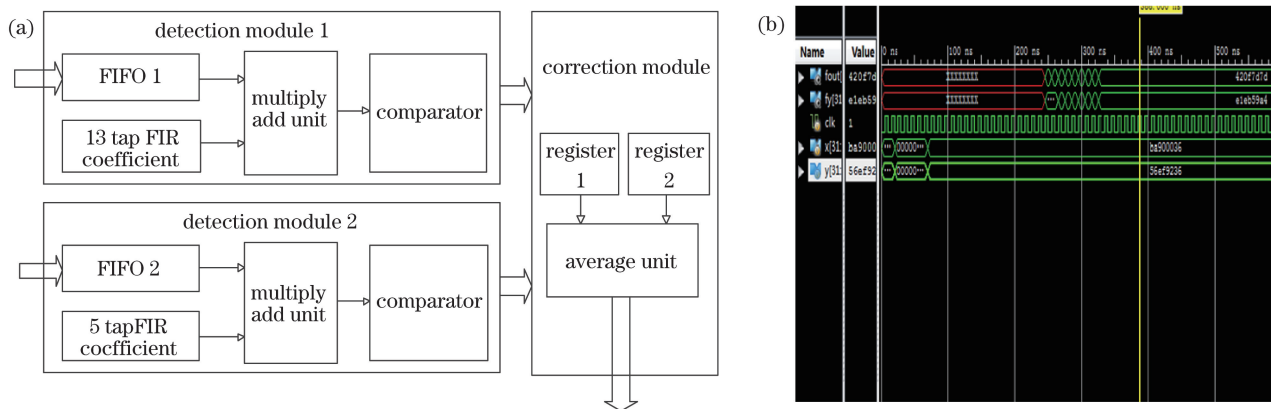 (a)
detection module 1
FIFO 1
13 tap FIR
coefficient
multiply
add unit
comparator
detection module 2
FIFO 2
5 tapFIR
cocfficient
multiply
add unit
comparator
correction module
register
1
register
2
average unit
(b)
Name
Value
0 ns
100 ns
200 ns
300 ns
400 ns
500 ns
fout[
420f7d
XXXXXXXX
420f7d7d
fy[31
e1eb59
XXXXXXXX
e1eb59a4
clk
1
x[31:
ba9000
00000
ba900036
y[31:
56ef92
00000
56ef9236